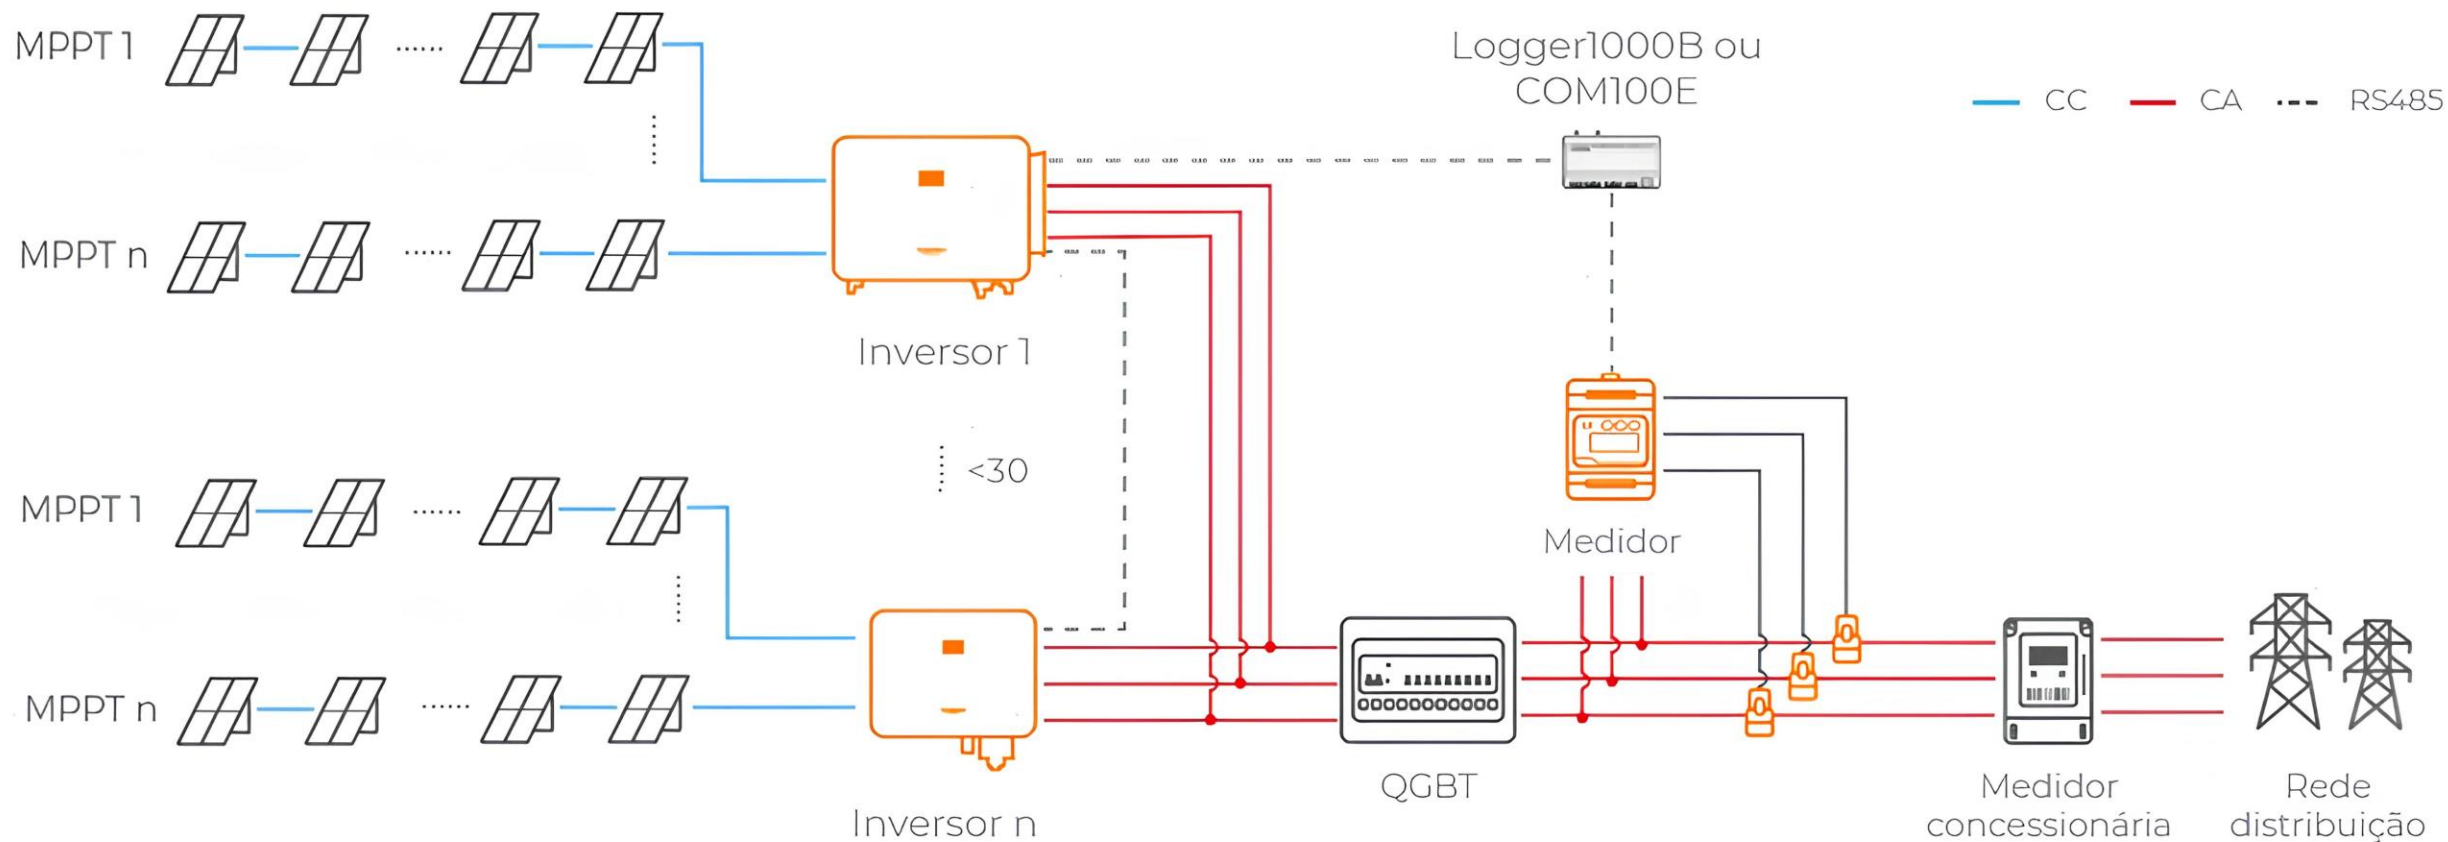 MPPT 1
Logger1000B ou
COM100E
CC
CA
RS485
MPPT n
Inversor 1
<30
MPPT 1
Medidor
MPPT n
Inversor n
QGBT
Medidor
concessionária
Rede
distribuição